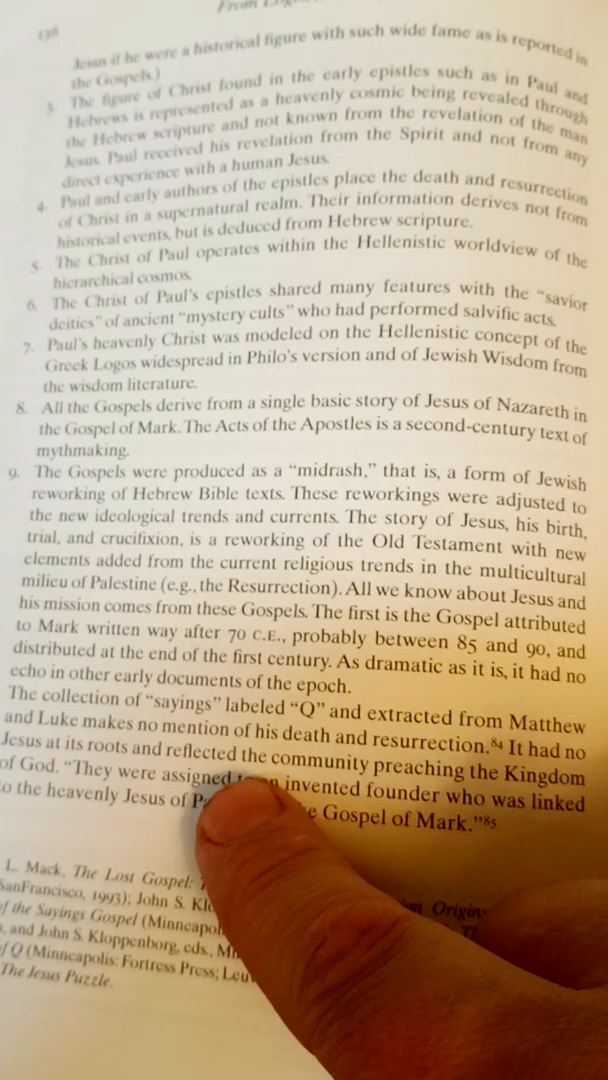 From
136
Jesus if he were a historical figure with such wide fame as is reported in
the Gospels.)
3. The figure of Christ found in the early epistles such as in Paul and
Hebrews is represented as a heavenly cosmic being revealed through
the Hebrew scripture and not known from the revelation of the man
Jesus. Paul received his revelation from the Spirit and not from any
direct experience with a human Jesus.
4. Paul and early authors of the epistles place the death and resurrection
of Christ in a supernatural realm. Their information derives not from
historical events, but is deduced from Hebrew scripture.
5. The Christ of Paul operates within the Hellenistic worldview of the
hierarchical cosmos.
6. The Christ of Paul's epistles shared many features with the “savior
deities” of ancient “mystery cults” who had performed salvific acts.
7. Paul's heavenly Christ was modeled on the Hellenistic concept of the
Greek Logos widespread in Philo's version and of Jewish Wisdom from
the wisdom literature.
8. All the Gospels derive from a single basic story of Jesus of Nazareth in
the Gospel of Mark. The Acts of the Apostles is a second-century text of
mythmaking.
9. The Gospels were produced as a “midrash,” that is, a form of Jewish
reworking of Hebrew Bible texts. These reworkings were adjusted to
the new ideological trends and currents. The story of Jesus, his birth,
trial, and crucifixion, is a reworking of the Old Testament with new
elements added from the current religious trends in the multicultural
milieu of Palestine (e.g., the Resurrection). All we know about Jesus and
his mission comes from these Gospels. The first is the Gospel attributed
to Mark written way after 70 C.E., probably between 85 and 90, and
distributed at the end of the first century. As dramatic as it is, it had no
echo in other early documents of the epoch.
The collection of “sayings” labeled “Q” and extracted from Matthew
and Luke makes no mention of his death and resurrection.84 It had no
Jesus at its roots and reflected the community preaching the Kingdom
of God. “They were assigned invented founder who was linked
to the heavenly Jesus of Gospel of Mark.”85
L. Mack, The Lost Gospel: Origin
SanFrancisco, 1993); John S.
of the Sayings Gospel
and John S. Kloppenborg, eds.,
of Q (Minneapolis: Fortress Press;
The Jesus Puzzle.